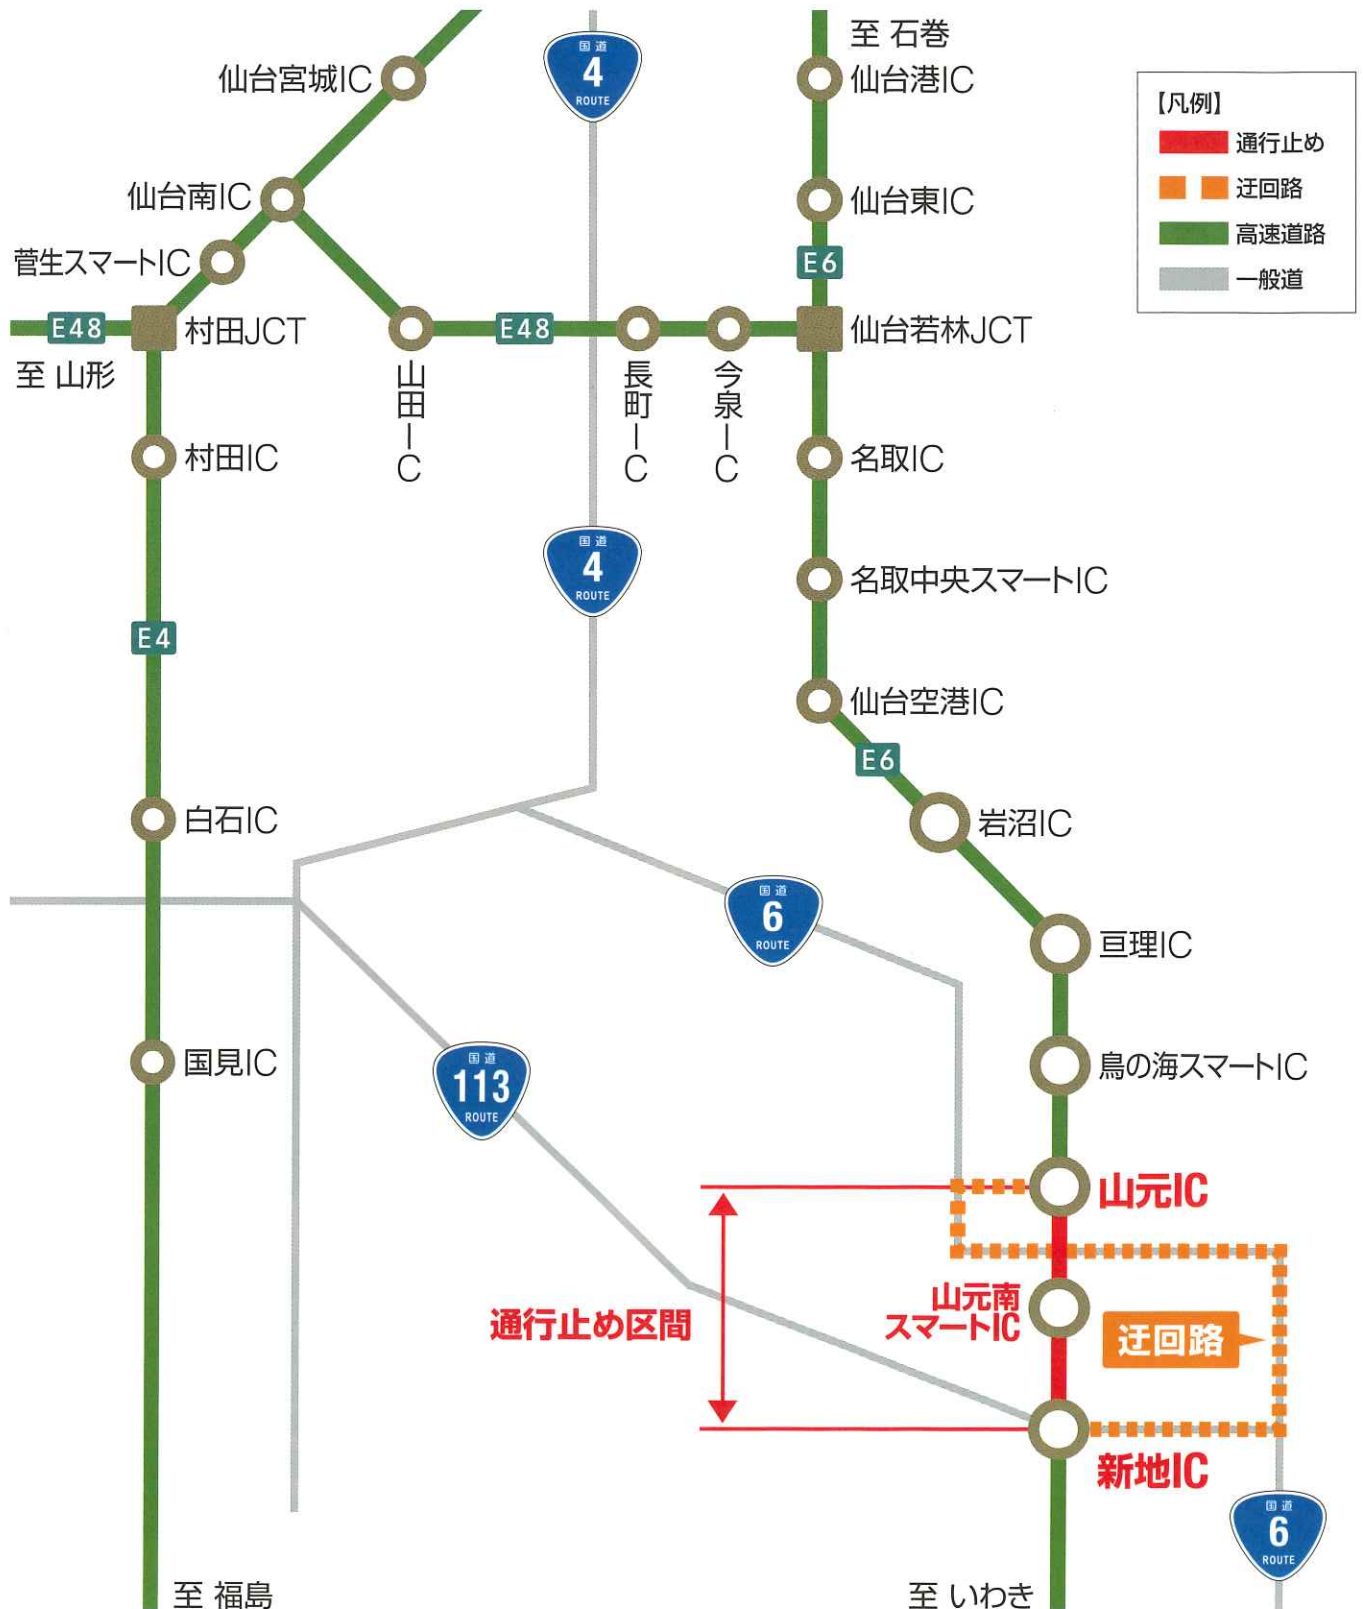 国道
4
ROUTE
至 石巻
仙台宮城IC
仙台港IC
【凡例】
通行止め
迂回路
高速道路
一般道
仙台南IC
仙台東IC
菅生スマートIC
E6
E48
村田JCT
E48
仙台若林JCT
至 山形
山田IC
長町IC
今泉IC
村田IC
名取IC
国道
4
ROUTE
名取中央スマートIC
E4
仙台空港IC
E6
白石IC
岩沼IC
国道
6
ROUTE
亘理IC
国見IC
国道
113
ROUTE
鳥の海スマートIC
山元IC
山元南
スマートIC
通行止め区間
迂回路
新地IC
国道
6
ROUTE
至 福島
至 いわき